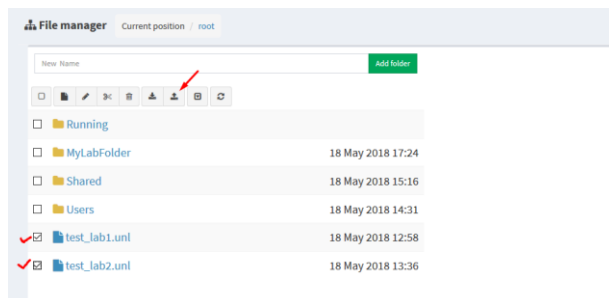 File manager Current position / root
New Name Add folder
Running
MyLabFolder 18 May 2018 17:24
Shared 18 May 2018 15:16
Users 18 May 2018 14:31
test_lab1.unl 18 May 2018 12:58
test_lab2.unl 18 May 2018 13:36